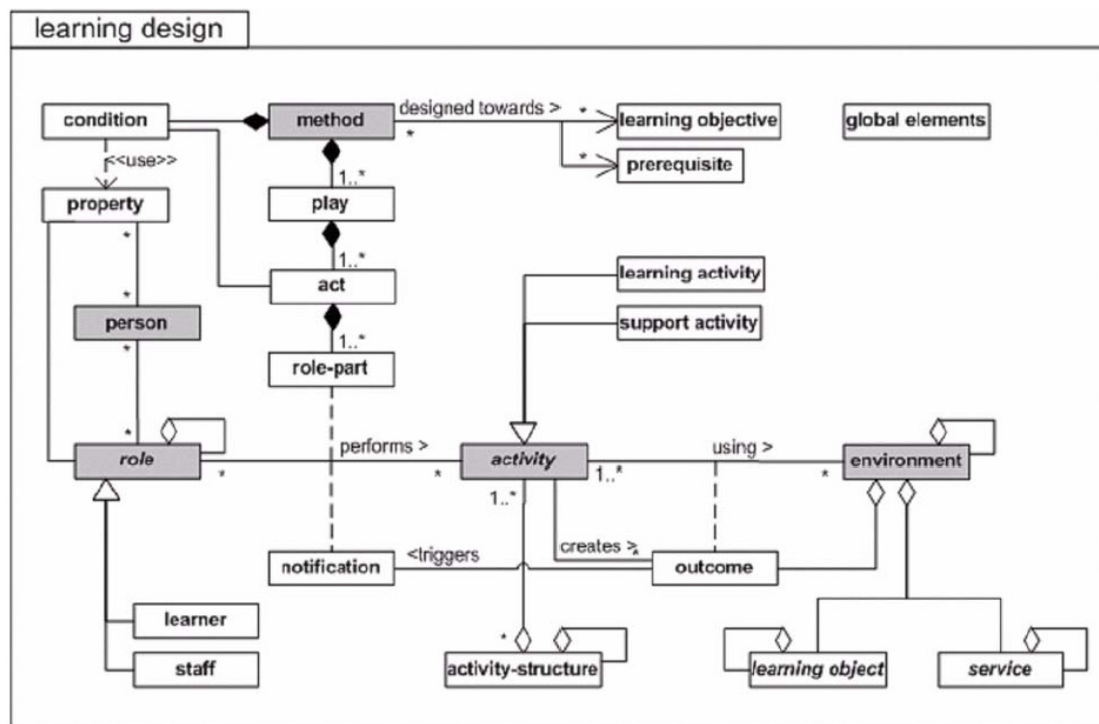 learning design
condition
method
designed towards >
*
*
learning objective
global elements
*
prerequisite
<<use>>
1..*
property
play
*
1..*
act
learning activity
*
person
support activity
*
1..*
role-part
*
performs >
using >
role
activity
environment
*
*
1..*
*
1..*
creates >
*
<triggers
notification
outcome
learner
*
staff
activity-structure
learning object
service